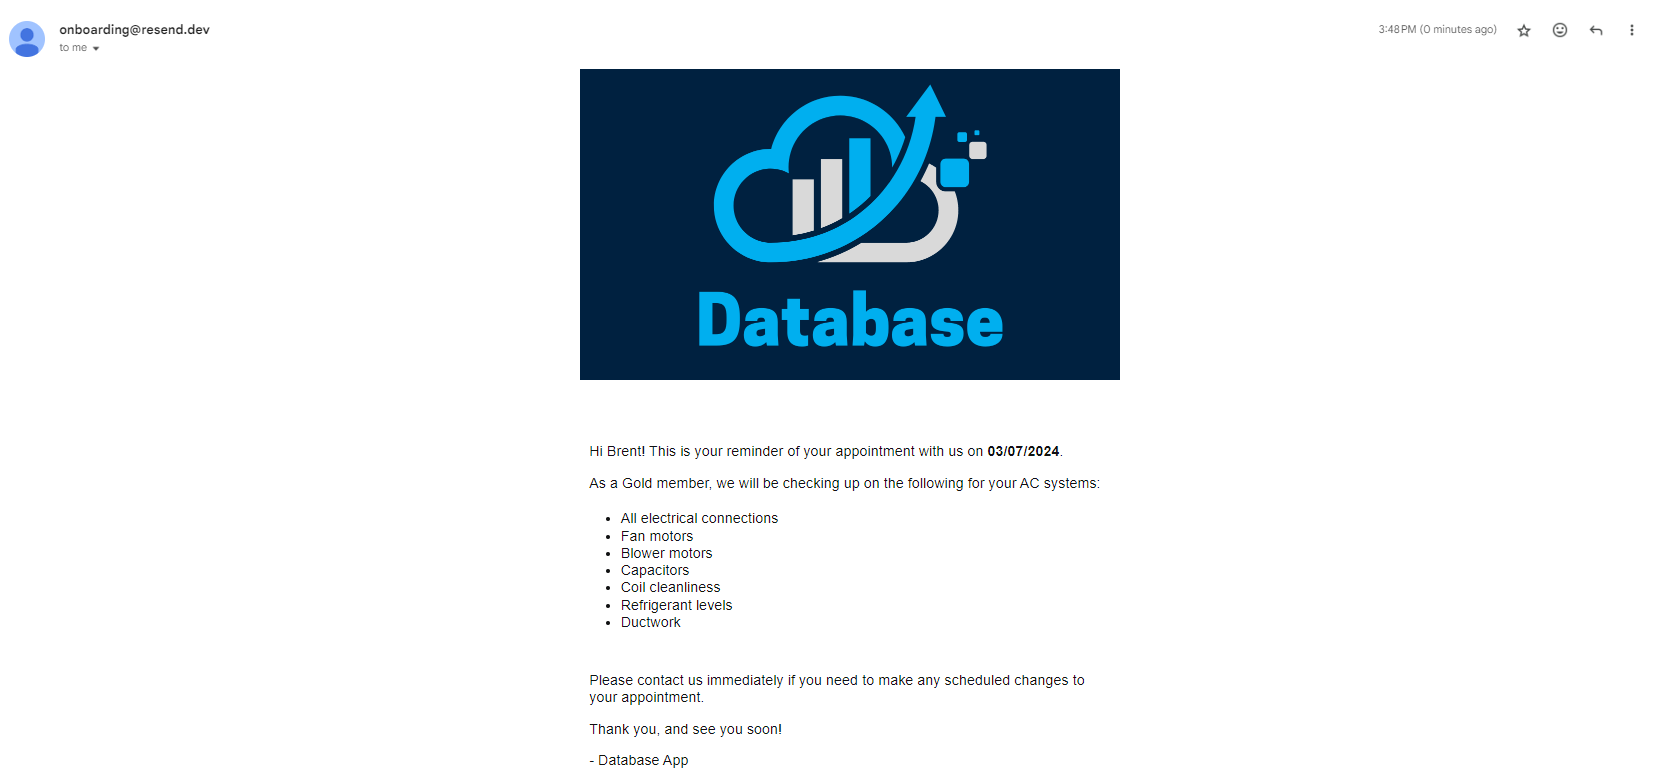 onboarding@resend.dev
3:48 PM (0 minutes ago)
to me
Database
Hi Brent! This is your reminder of your appointment with us on 03/07/2024.
As a Gold member, we will be checking up on the following for your AC systems:
• All electrical connections
• Fan motors
• Blower motors
• Capacitors
• Coil cleanliness
• Refrigerant levels
• Ductwork
Please contact us immediately if you need to make any scheduled changes to
your appointment.
Thank you, and see you soon!
- Database App